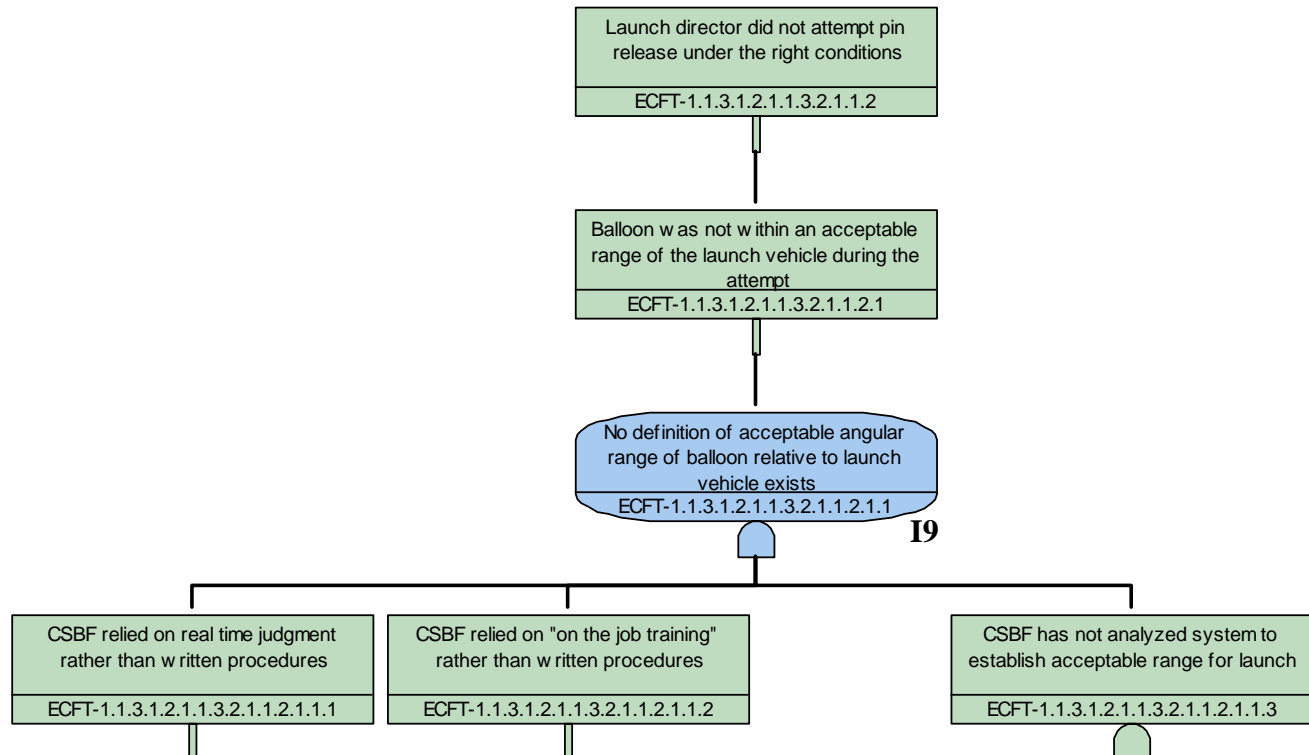 Launch director did not attempt pin
release under the right conditions
ECFT-1.1.3.1.2.1.1.3.2.1.1.2
Balloon was not within an acceptable
range of the launch vehicle during the
attempt
ECFT-1.1.3.1.2.1.1.3.2.1.1.2.1
No definition of acceptable angular
range of balloon relative to launch
vehicle exists
ECFT-1.1.3.1.2.1.1.3.2.1.1.2.1.1
I9
CSBF relied on real time judgment
rather than written procedures
ECFT-1.1.3.1.2.1.1.3.2.1.1.2.1.1.1
CSBF relied on "on the job training"
rather than written procedures
ECFT-1.1.3.1.2.1.1.3.2.1.1.2.1.1.2
CSBF has not analyzed system to
establish acceptable range for launch
ECFT-1.1.3.1.2.1.1.3.2.1.1.2.1.1.3